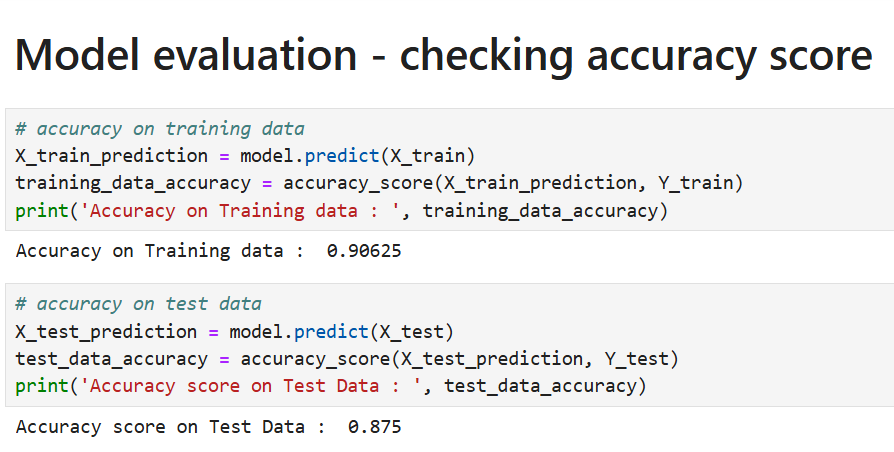 Model evaluation - checking accuracy score
# accuracy on training data
X_train_prediction = model.predict(X_train)
training_data_accuracy = accuracy_score(X_train_prediction, Y_train)
print('Accuracy on Training data : ', training_data_accuracy)
Accuracy on Training data :  0.90625
# accuracy on test data
X_test_prediction = model.predict(X_test)
test_data_accuracy = accuracy_score(X_test_prediction, Y_test)
print('Accuracy score on Test Data : ', test_data_accuracy)
Accuracy score on Test Data :  0.875